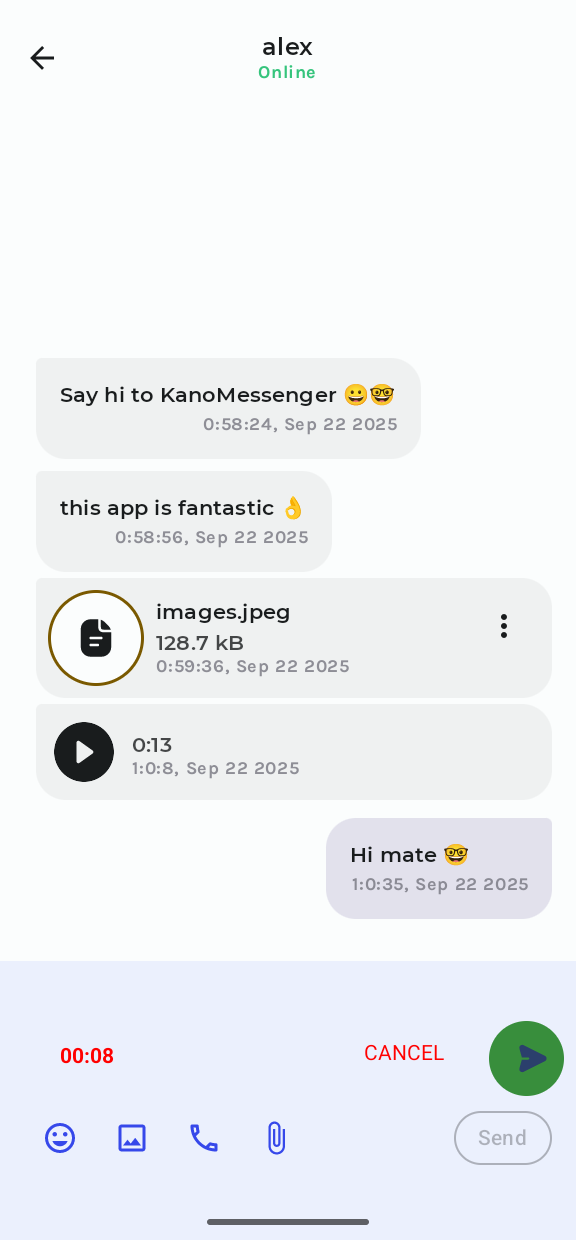 alex
Online
Say hi to KanoMessenger 😀🤓
0:58:24, Sep 22 2025
this app is fantastic 👌
0:58:56, Sep 22 2025
images.jpeg
128.7 kB
0:59:36, Sep 22 2025
0:13
1:0:8, Sep 22 2025
Hi mate 🤓
1:0:35, Sep 22 2025
00:08 CANCEL
Send